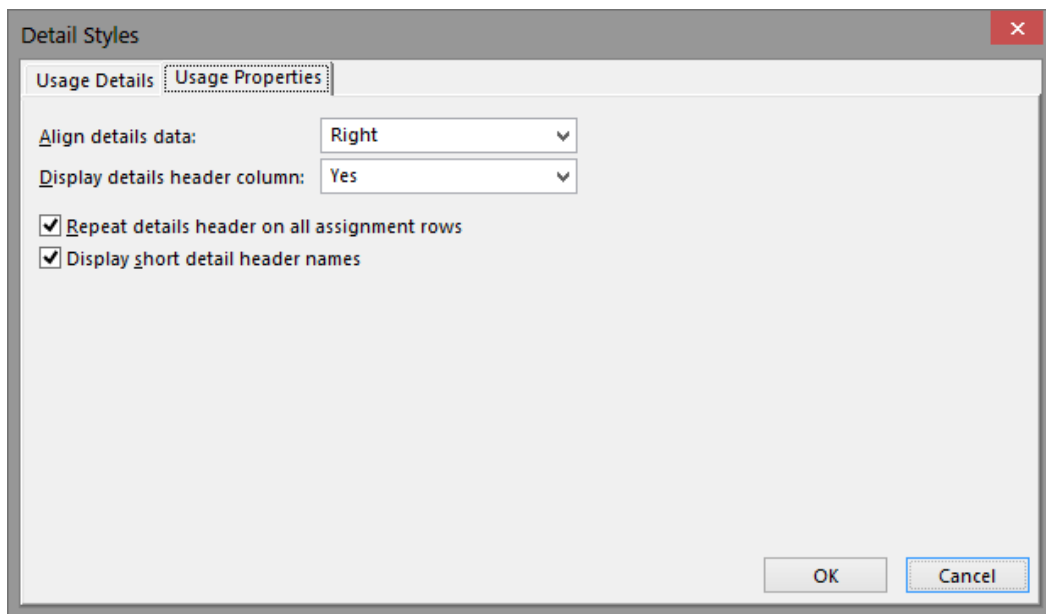 Detail Styles
Usage Details Usage Properties
Align details data: Right
Display details header column: Yes
Repeat details header on all assignment rows
Display short detail header names
OK Cancel